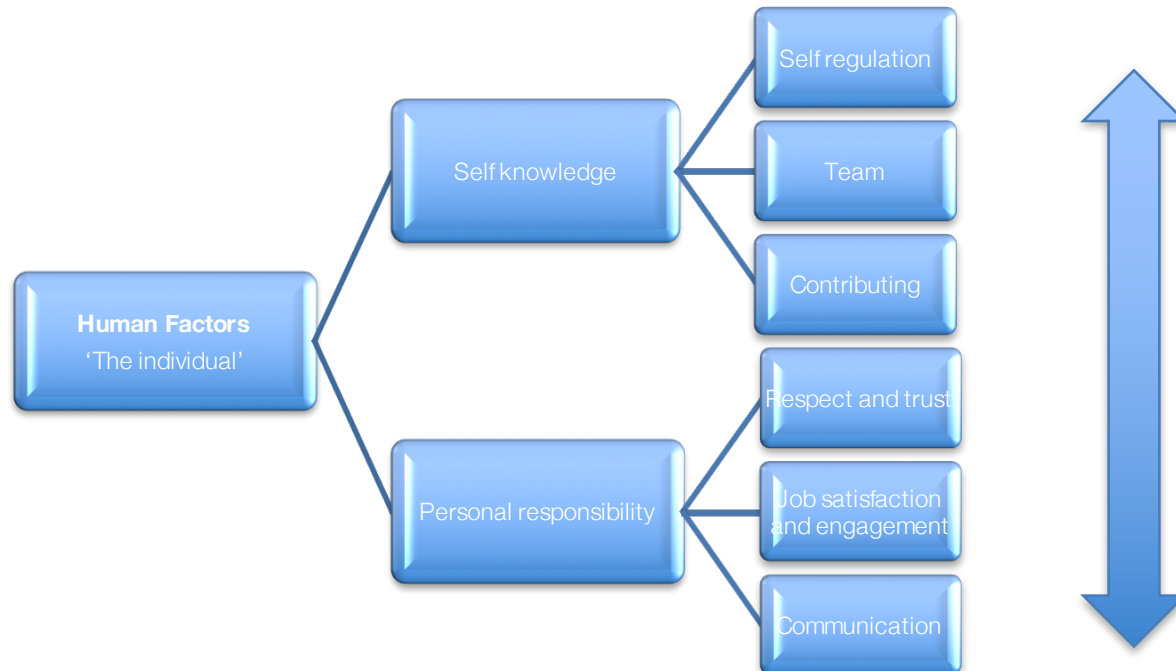 Human Factors
‘The individual’
Self knowledge
Self regulation
Team
Contributing
Personal responsibility
Respect and trust
Job satisfaction
and engagement
Communication